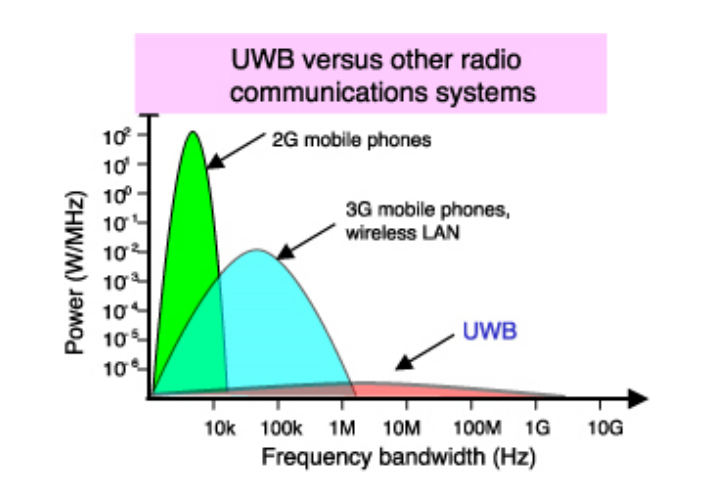 UWB versus other radio
communications systems
10²
2G mobile phones
10¹
10⁰
3G mobile phones,
wireless LAN
10⁻¹
10⁻²
10⁻³
10⁻⁴
10⁻⁵
10⁻⁶
Power (W/MHz)
UWB
10k 100k 1M 10M 100M 1G 10G
Frequency bandwidth (Hz)